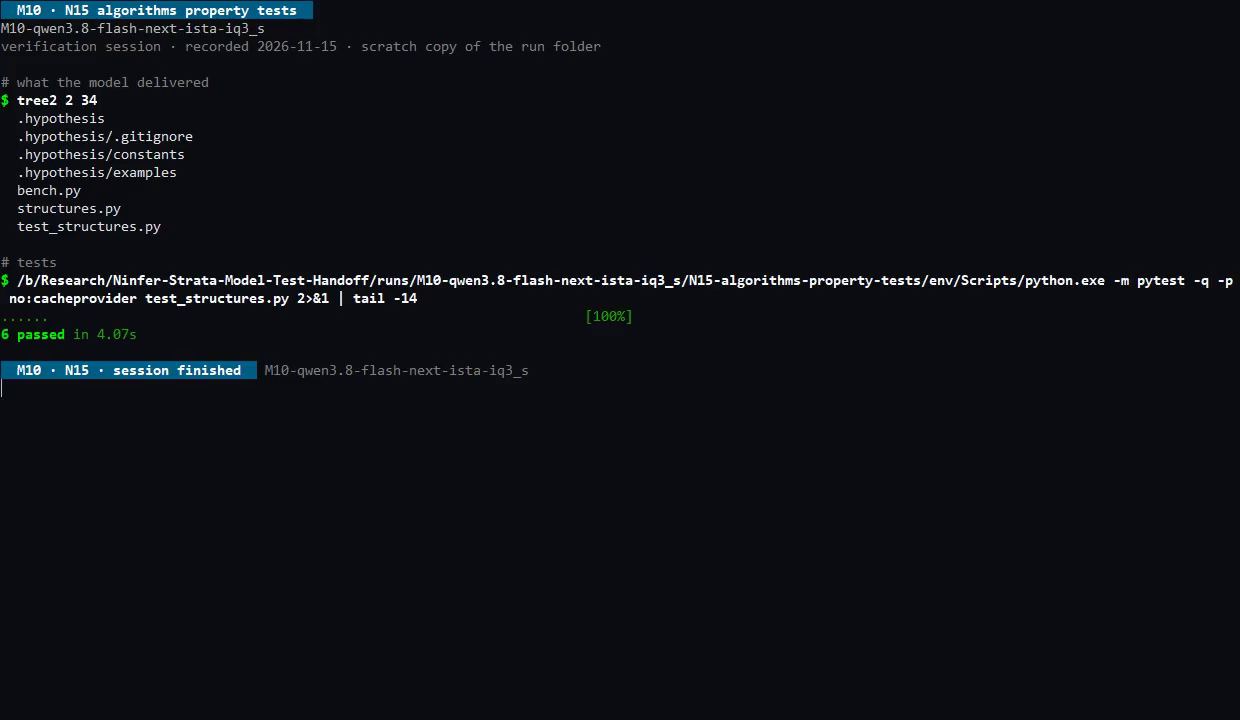 M10 · N15 algorithms property tests
M10-qwen3.8-flash-next-ista-iq3_s
verification session · recorded 2026-11-15 · scratch copy of the run folder
# what the model delivered
$ tree2 2 34
.hypothesis
.hypothesis/.gitignore
.hypothesis/constants
.hypothesis/examples
bench.py
structures.py
test_structures.py
# tests
$ /b/Research/Ninfer-Strata-Model-Test-Handoff/runs/M10-qwen3.8-flash-next-ista-iq3_s/N15-algorithms-property-tests/env/Scripts/python.exe -m pytest -q -p
no:cacheprovider test_structures.py 2>&1 | tail -14
...... [100%]
6 passed in 4.07s
M10 · N15 · session finished M10-qwen3.8-flash-next-ista-iq3_s